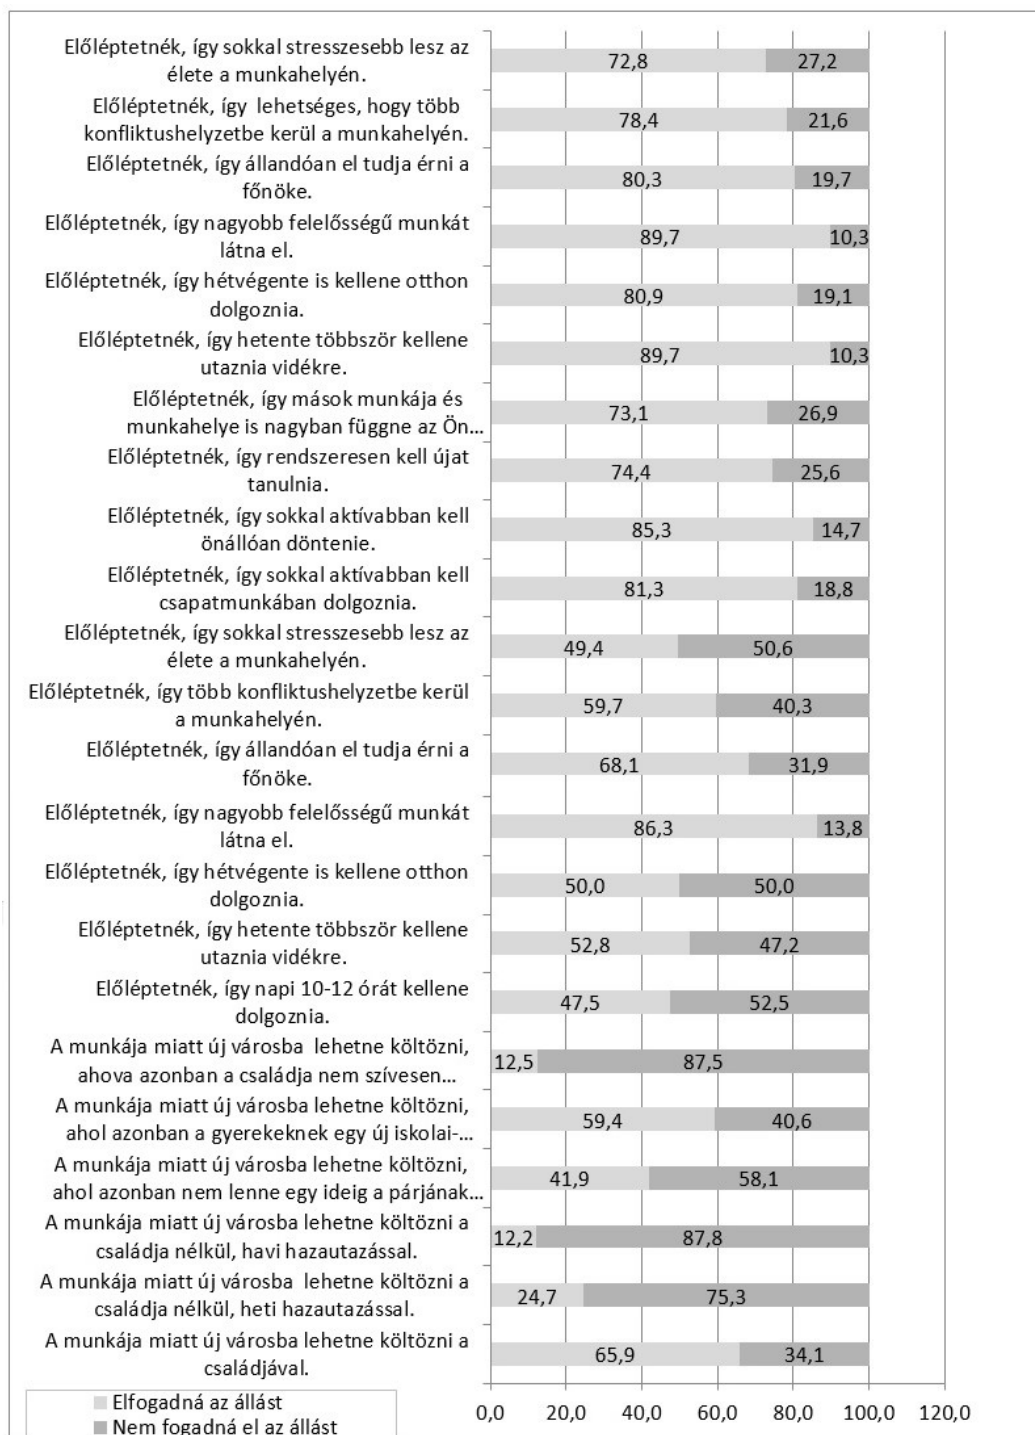 Előléptetnék, így sokkal stresszesebb lesz az
élete a munkahelyén.
72,8 27,2
Előléptetnék, így lehetséges, hogy több
konfliktushelyzetbe kerül a munkahelyén.
78,4 21,6
Előléptetnék, így állandóan el tudja érni a
főnöke.
80,3 19,7
Előléptetnék, így nagyobb felelősségű munkát
látna el.
89,7 10,3
Előléptetnék, így hétvégente is kellene otthon
dolgoznia.
80,9 19,1
Előléptetnék, így hetente többször kellene
utaznia vidékre.
89,7 10,3
Előléptetnék, így mások munkája és
munkahelye is nagyban függne az Ön...
73,1 26,9
Előléptetnék, így rendszeresen kell újat
tanulnia.
74,4 25,6
Előléptetnék, így sokkal aktívabban kell
önállóan döntenie.
85,3 14,7
Előléptetnék, így sokkal aktívabban kell
csapatmunkában dolgoznia.
81,3 18,8
Előléptetnék, így sokkal stresszesebb lesz az
élete a munkahelyén.
49,4 50,6
Előléptetnék, így több konfliktushelyzetbe kerül
a munkahelyén.
59,7 40,3
Előléptetnék, így állandóan el tudja érni a
főnöke.
68,1 31,9
Előléptetnék, így nagyobb felelősségű munkát
látna el.
86,3 13,8
Előléptetnék, így hétvégente is kellene otthon
dolgoznia.
50,0 50,0
Előléptetnék, így hetente többször kellene
utaznia vidékre.
52,8 47,2
Előléptetnék, így napi 10-12 órát kellene
dolgoznia.
47,5 52,5
A munkája miatt új városba lehetne költözni,
ahova azonban a családja nem szívesen...
12,5 87,5
A munkája miatt új városba lehetne költözni,
ahol azonban a gyerekeknek egy új iskolai-...
59,4 40,6
A munkája miatt új városba lehetne költözni,
ahol azonban nem lenne egy ideig a párjának...
41,9 58,1
A munkája miatt új városba lehetne költözni a
családja nélkül, havi hazautazással.
12,2 87,8
A munkája miatt új városba lehetne költözni a
családja nélkül, heti hazautazással.
24,7 75,3
A munkája miatt új városba lehetne költözni a
családjával.
65,9 34,1
Elfogadná az állást
Nem fogadná el az állást
0,0 20,0 40,0 60,0 80,0 100,0 120,0